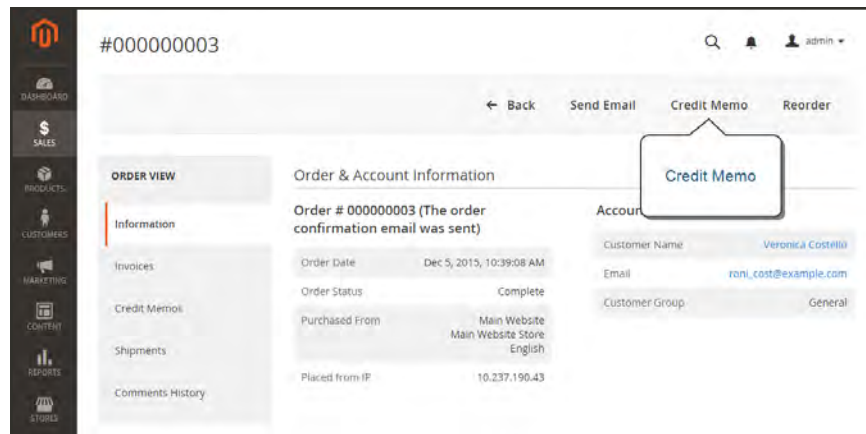 #000000003
admin
Back
Send Email
Credit Memo
Reorder
DASHBOARD
SALES
PRODUCTS
CUSTOMERS
MARKETING
CONTENT
REPORTS
STORES
ORDER VIEW
Information
Invoices
Credit Memos
Shipments
Comments History
Order & Account Information
Credit Memo
Order # 000000003 (The order
confirmation email was sent)
Order Date Dec 5, 2015, 10:39:08 AM
Order Status Complete
Purchased From Main Website
Main Website Store
English
Placed from IP 10.237.190.43
Accoun
Customer Name Veronica Costello
Email roni_cost@example.com
Customer Group General